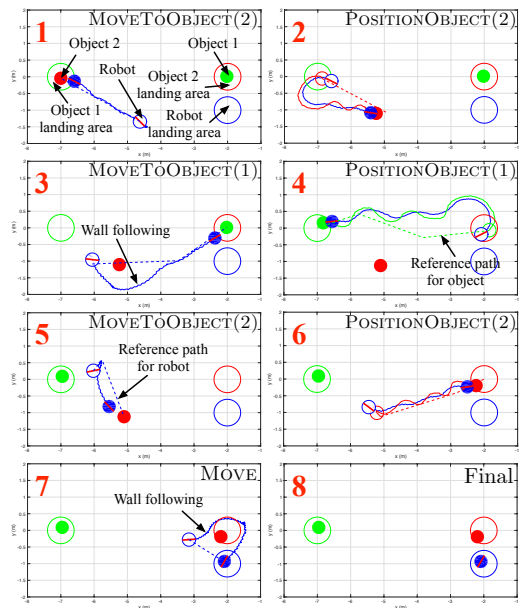 1
MOVETOOBJECT(2)
Object 2
Object 1
Robot
landing area
2
POSITIONOBJECT(2)
Object 1
Object 2
landing area
Robot
landing area
3
MOVETOOBJECT(1)
Wall following
4
POSITIONOBJECT(1)
Reference path
for object
5
MOVETOOBJECT(2)
Reference path
for robot
6
POSITIONOBJECT(2)
7
MOVE
Wall following
8
Final
x (m)
y (m)